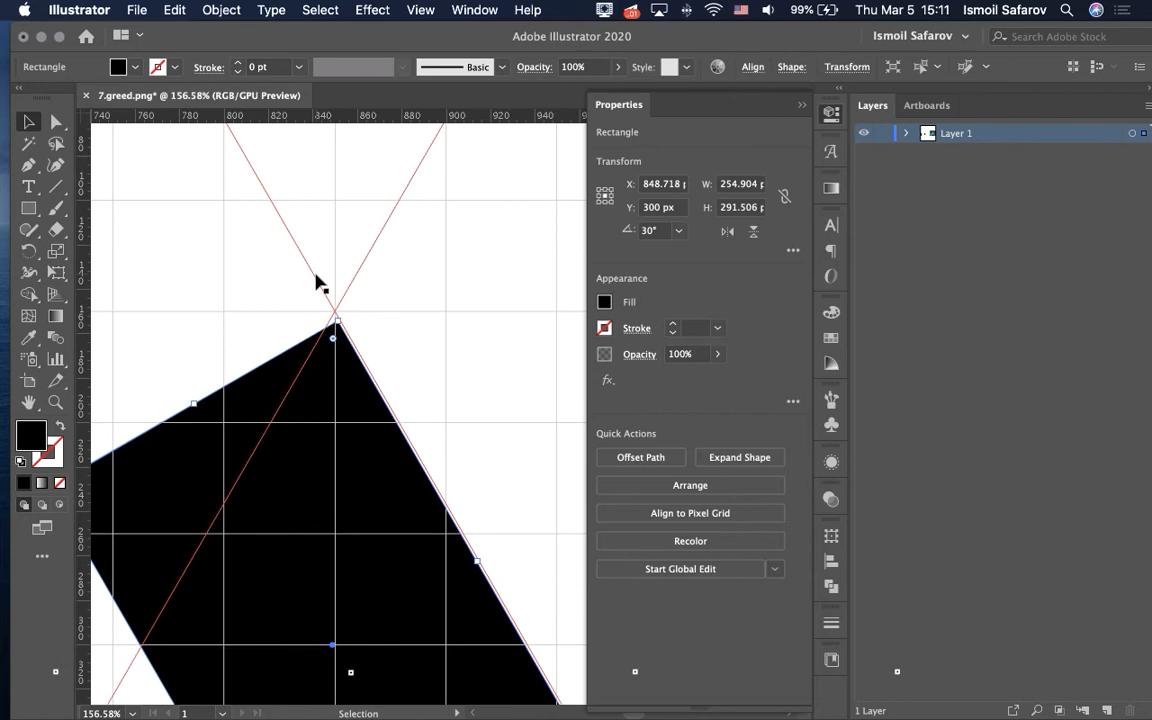 Illustrator File Edit Object Type Select Effect View Window Help 99% Thu Mar 5 15:11 Ismoil Safarov
Adobe Illustrator 2020 Ismoil Safarov Search Adobe Stock
Rectangle Stroke: 0 pt Basic Opacity: 100% Style: Align Shape: Transform
7.greed.png* @ 156.58% (RGB/GPU Preview)
Properties
Layers Artboards
740 760 780 800 820 840 860 880 900 920 940
Rectangle
Layer 1
Transform
X: 848.718 W: 254.904
Y: 300 px H: 291.506
30°
Appearance
Fill
Stroke
Opacity 100%
fx.
Quick Actions
Offset Path Expand Shape
Arrange
Align to Pixel Grid
Recolor
Start Global Edit
156.58% 1 Selection 1 Layer